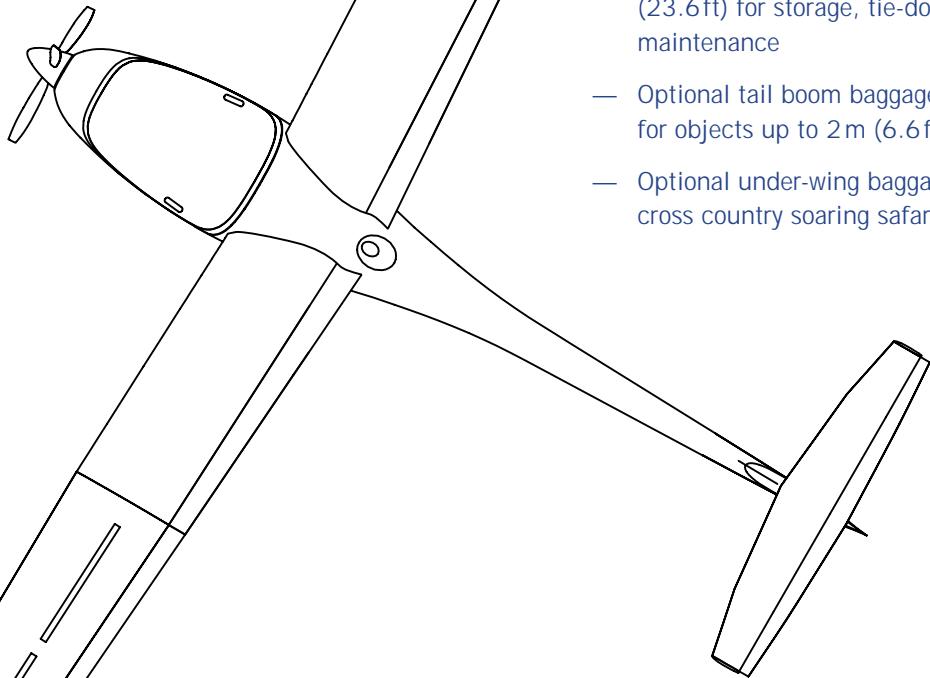 (23.6 ft) for storage, tie-do
maintenance
— Optional tail boom baggage
for objects up to 2 m (6.6 f
— Optional under-wing bagga
cross country soaring safar